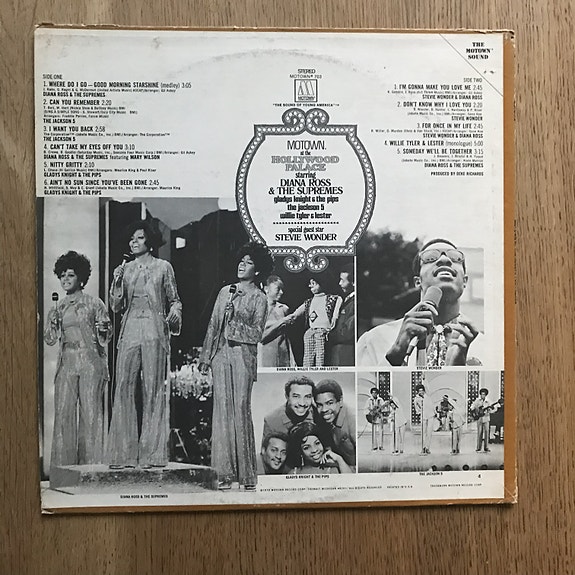 SIDE ONE
1. WHERE DO I GO — GOOD MORNING STARSHINE (medley) 3:05
DIANA ROSS & THE SUPREMES
2. CAN YOU REMEMBER 2:20
THE JACKSON 5
3. I WANT YOU BACK 2:58
THE JACKSON 5
4. CAN'T TAKE MY EYES OFF YOU 3:10
DIANA ROSS & THE SUPREMES featuring MARY WILSON
5. NITTY GRITTY 2:10
GLADYS KNIGHT & THE PIPS
6. AIN'T NO SUN SINCE YOU'VE BEEN GONE 2:45
GLADYS KNIGHT & THE PIPS
STEREO
MOTOWN 703
M
MOTOWN
"THE SOUND OF YOUNG AMERICA"
MOTOWN
at the
HOLLYWOOD
PALACE
starring
DIANA ROSS
& THE SUPREMES
gladys knight & the pips
the jackson 5
willie tyler & lester
special guest star
STEVIE WONDER
THE
MOTOWN
SOUND
SIDE TWO
1. I'M GONNA MAKE YOU LOVE ME 2:45
STEVIE WONDER & DIANA ROSS
2. DON'T KNOW WHY I LOVE YOU 2:20
STEVIE WONDER
3. FOR ONCE IN MY LIFE 2:45
STEVIE WONDER & DIANA ROSS
4. WILLIE TYLER & LESTER (monologue) 5:00
5. SOMEDAY WE'LL BE TOGETHER 3:15
DIANA ROSS & THE SUPREMES
PRODUCED BY DEKE RICHARDS
DIANA ROSS, WILLIE TYLER AND LESTER
STEVIE WONDER
GLADYS KNIGHT & THE PIPS
THE JACKSON 5
DIANA ROSS & THE SUPREMES
4